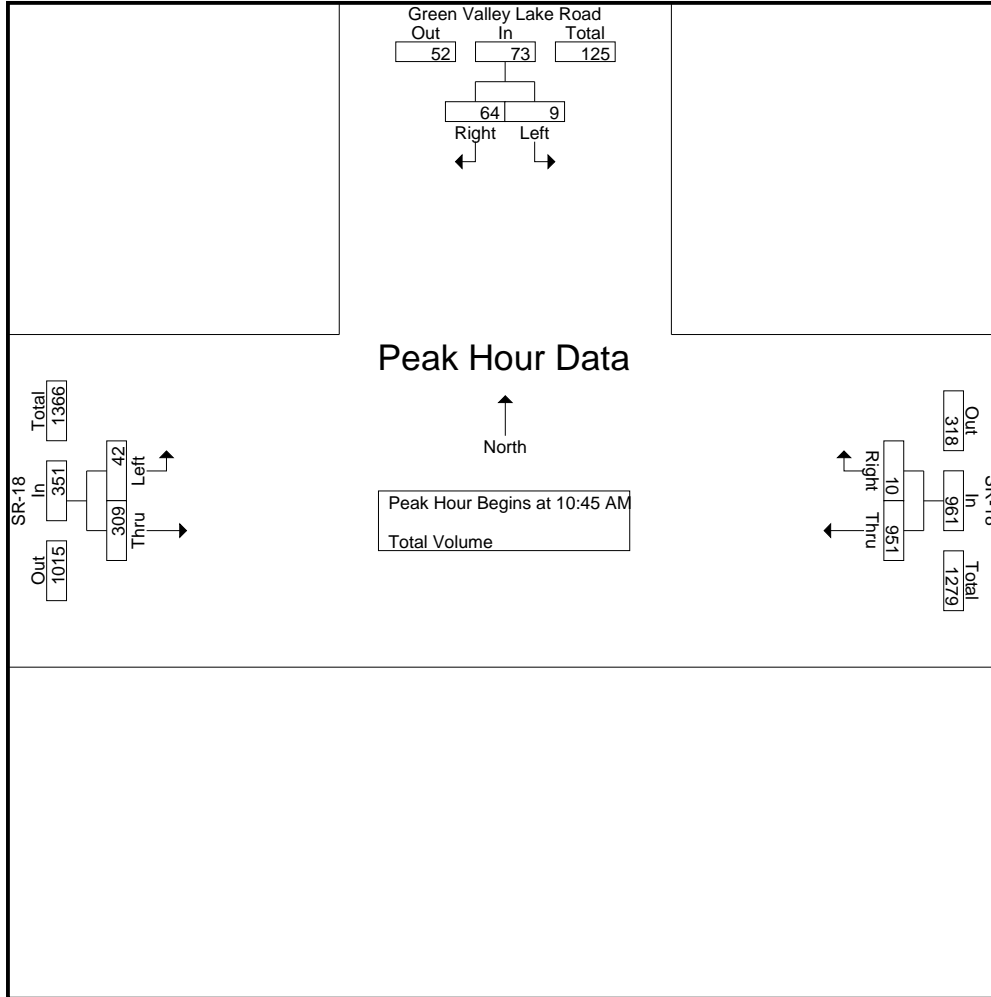 Green Valley Lake Road
Out In Total
52 73 125
64 9
Right Left
Peak Hour Data
North
Peak Hour Begins at 10:45 AM
Total Volume
SR-18
Total In Out
1366 351 1015
42 309
Left Thru
Out In Total
318 961 1279
10 951
Right Thru